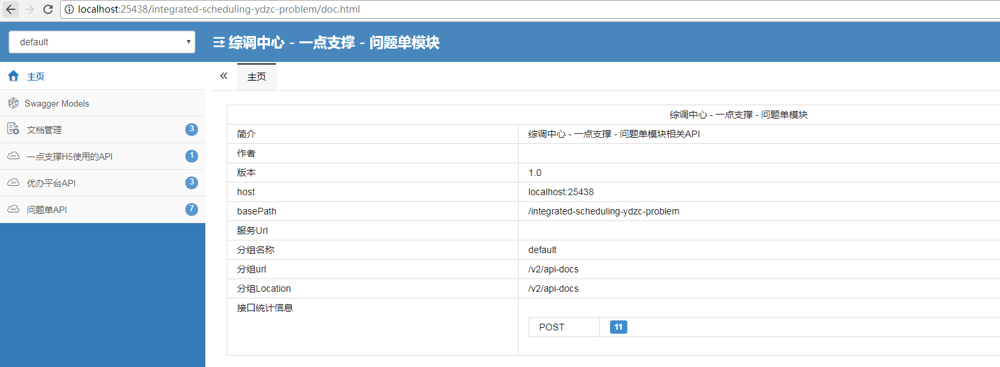 localhost:25438/integrated-scheduling-ydzc-problem/doc.html
default
综调中心 - 一点支撑 - 问题单模块
主页
主页
Swagger Models
文档管理 3
一点支撑H5使用的API 1
优办平台API 3
问题单API 7
综调中心 - 一点支撑 - 问题单模块
简介 综调中心 - 一点支撑 - 问题单模块相关API
作者
版本 1.0
host localhost:25438
basePath /integrated-scheduling-ydzc-problem
服务Url
分组名称 default
分组url /v2/api-docs
分组Location /v2/api-docs
接口统计信息
POST 11